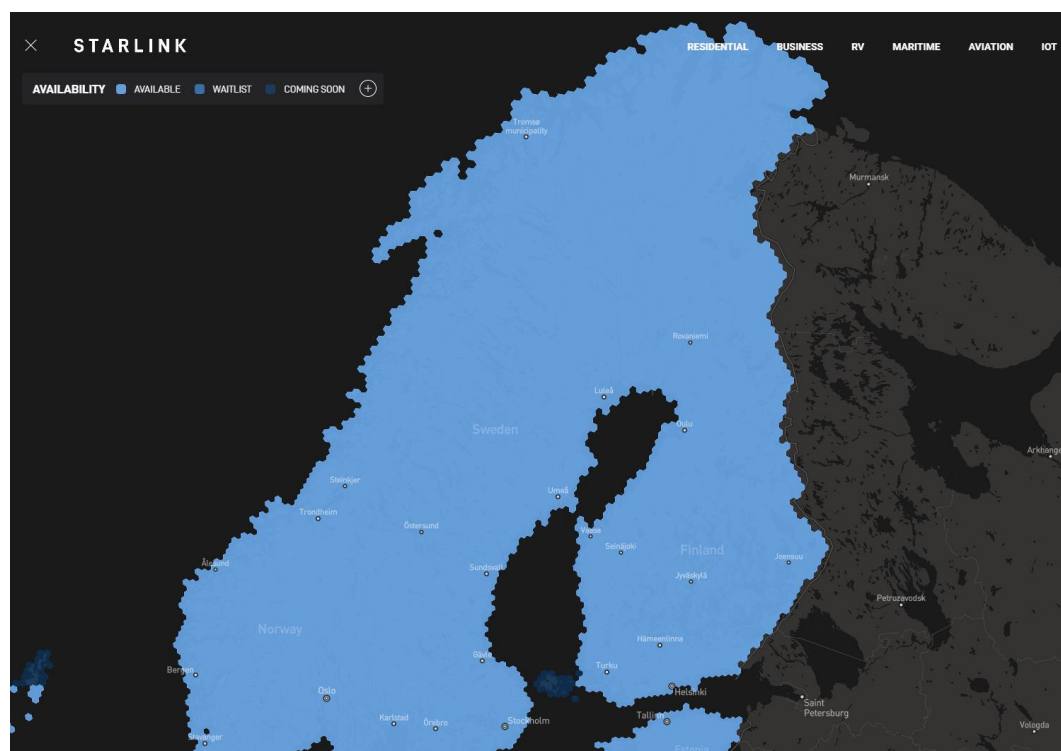 STARLINK
RESIDENTIAL BUSINESS RV MARITIME AVIATION IOT
AVAILABILITY AVAILABLE WAITLIST COMING SOON
Tromsø
municipality
Murmansk
Rovaniemi
Luleå
Oulu
Sweden
Arkhange
Steinkjer
Umeå
Trondheim
Östersund
Vaasa
Seinäjoki
Finland
Joensuu
Ålesund
Sundsvall
Jyväskylä
Petrozavodsk
Norway
Hämeenlinna
Gävle
Bergen
Turku
Oslo
Helsinki
Saint
Petersburg
Karlstad
Örebro
Stockholm
Tallinn
Vologda
Stavanger
Estonia